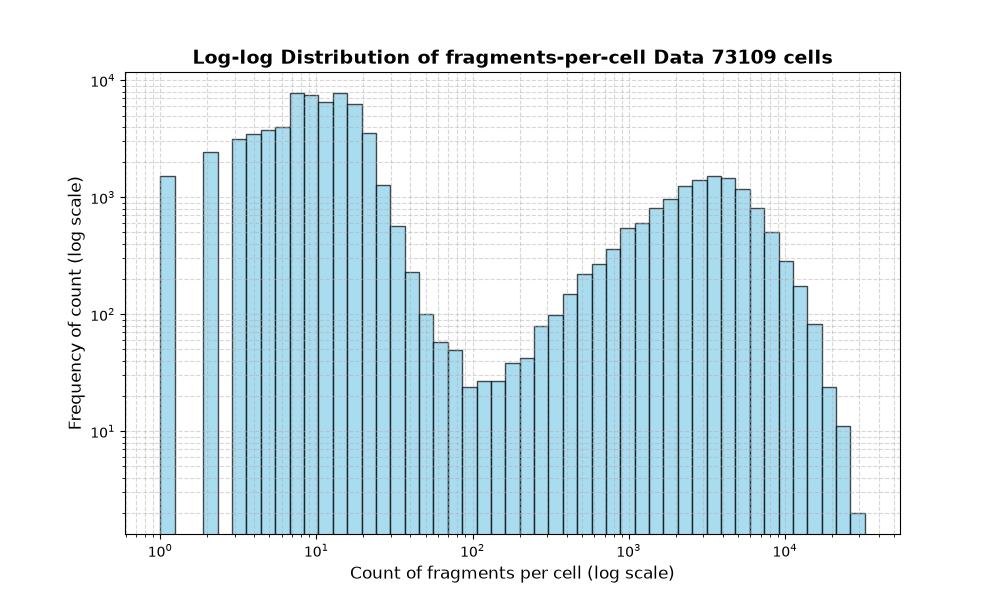 Log-log Distribution of fragments-per-cell Data 73109 cells
Frequency of count (log scale)
10⁴
10³
10²
10¹
10⁰ 10¹ 10² 10³ 10⁴
Count of fragments per cell (log scale)